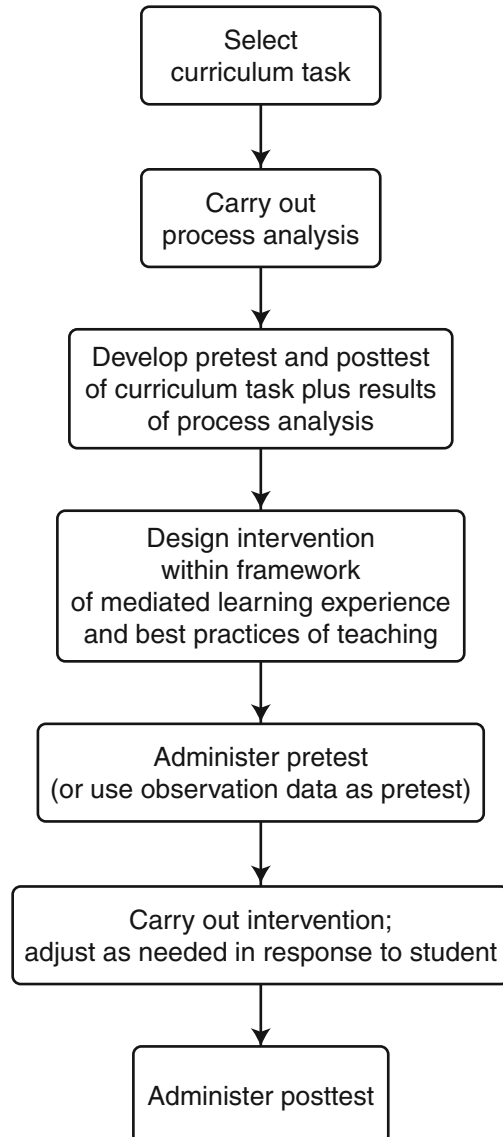 Select
curriculum task
Carry out
process analysis
Develop pretest and posttest
of curriculum task plus results
of process analysis
Design intervention
within framework
of mediated learning experience
and best practices of teaching
Administer pretest
(or use observation data as pretest)
Carry out intervention;
adjust as needed in response to student
Administer posttest